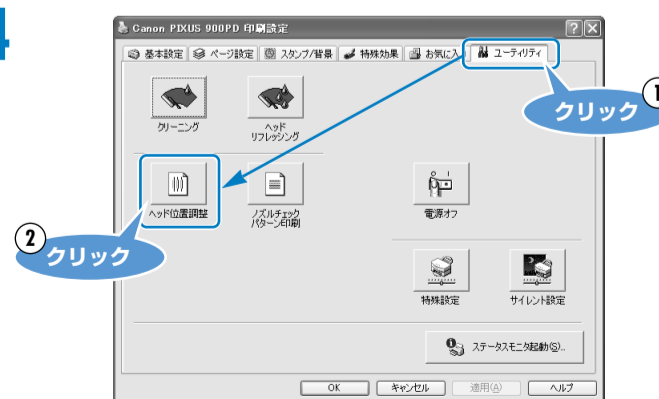 4
Canon PIXUS 900PD 印刷設定
基本設定 ページ設定 スタンプ/背景 特殊効果 お気に入 ユーティリティ
① クリック
クリーニング
ヘッド
リフレッシング
ヘッド位置調整
ノズルチェック
パターン印刷
電源オフ
② クリック
特殊設定
サイレント設定
ステータスモニタ起動(S)...
OK キャンセル 適用(A) ヘルプ